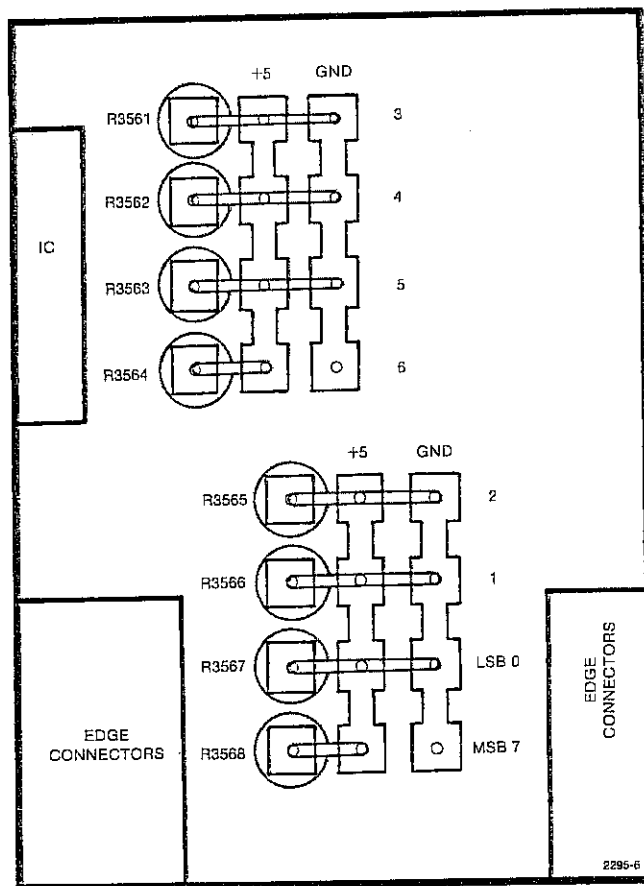 +5 GND
R3561 3
R3562 4
IC
R3563 5
R3564 6
+5 GND
R3565 2
R3566 1
R3567 LSB 0
EDGE
CONNECTORS
EDGE
CONNECTORS
R3568 MSB 7
2295-6